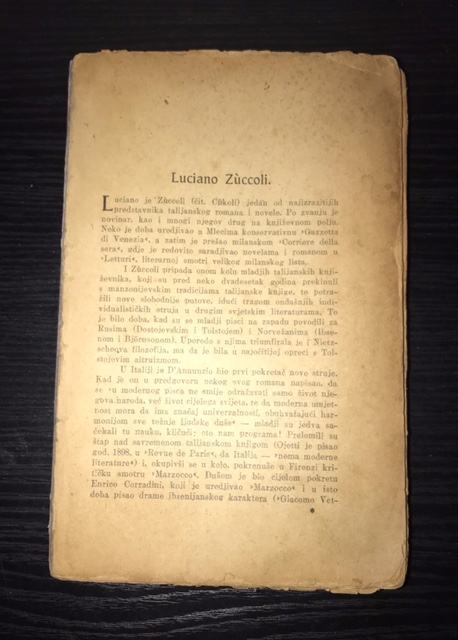 Luciano Zùccoli.
Luciano je Zùccoli (čit. Cùkoli) jedan od najizrazitijih
predstavnika talijanskog romana i novele. Po zvanju je
novinar, kao i mnogi njegov drug na književnom polju.
Neko je doba uredjivao u Mlecima konservativnu »Gazzetta
di Venezia«, a zatim je prešao milanskom »Corriere della
sera«, gdje je redovito saradjivao novelama i romanom u
»Letturi«, literarnoj smotri velikog milanskog lista.
I Zùccoli pripada onom kolu mladjih talijanskih knji-
ževnika, koji su pred neko dvadesetak godina prekinuli
s manzonijevskim tradicijama talijanske knjige, te potra-
žili nove slobodnije putove, idući tragom ondašnjih indi-
vidualističkih struja u drugim svjetskim literaturama. To
je bilo doba, kad su se mladji pisci na zapadu povodili za
Rusima (Dostojevskim i Tolstojem) i Norvežanima (Ibse-
nom i Björnsonom). Uporedo s njima triumfirala je i Nietz-
scheova filozofija, ma da je bila u najočitijoj opreci s Tol-
stojevim altruizmom.
U Italiji je D'Annunzio bio prvi pokretač nove struje.
Kad je on u predgovoru nekog svog romana napisao, da
se »u modernog pisca ne smije odražavati samo život nje-
govа naroda, već život cijeloga svijeta, te da moderna umjet-
nost mora da ima značaj univerzalnosti, obuhvaćajući har-
monijom sve težnje ljudske duše« — mladji su jedva sa-
čekali tu nauku, kličući: eto nam programa! Prelomili su
štap nad savremenom talijanskom knjigom (Ojetti je pisao
god. 1898. u »Revue de Paris«, da Italija — »nema moderne
literature«) i, okupivši se u kolo, pokrenuše u Firenzi kri-
tičku smotru »Marzocco«. Dušom je bio cijelom pokretu
Enrico Corradini, koji je uredjivao »Marzocco« i u isto
doba pisao drame ibsenijanskog karaktera (»Giacomo Vet-